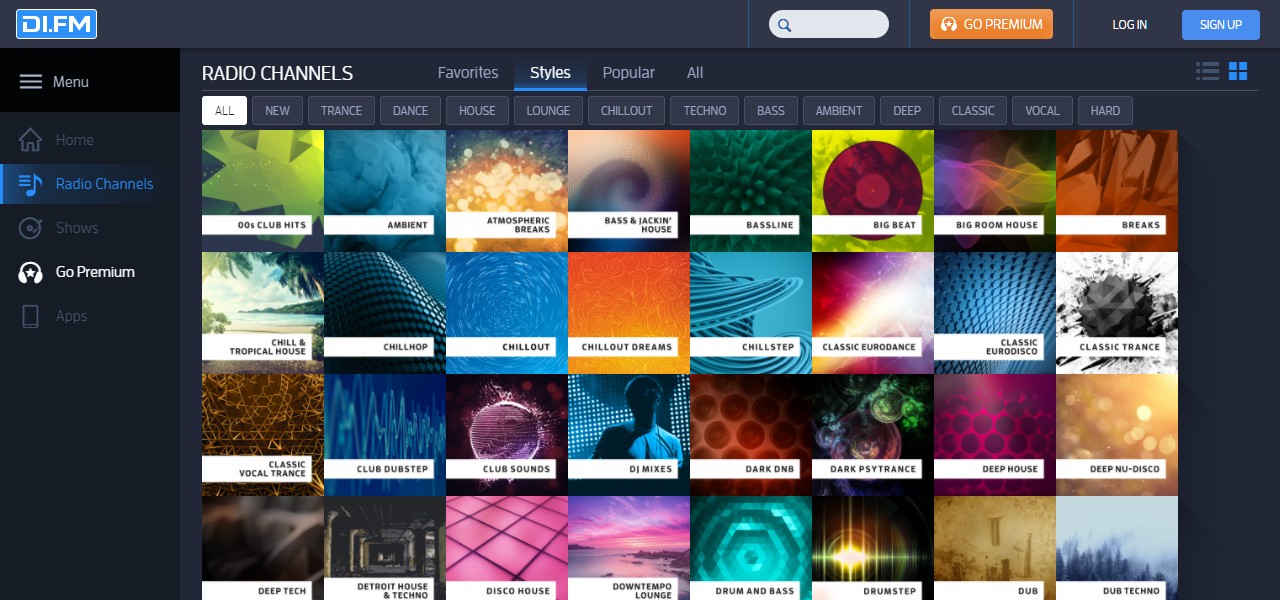 DI.FM
GO PREMIUM
LOG IN
SIGN UP
Menu
Home
Radio Channels
Shows
Go Premium
Apps
RADIO CHANNELS
Favorites
Styles
Popular
All
ALL
NEW
TRANCE
DANCE
HOUSE
LOUNGE
CHILLOUT
TECHNO
BASS
AMBIENT
DEEP
CLASSIC
VOCAL
HARD
00s CLUB HITS
AMBIENT
ATMOSPHERIC
BREAKS
BASS & JACKIN'
HOUSE
BASSLINE
BIG BEAT
BIG ROOM HOUSE
BREAKS
CHILL &
TROPICAL HOUSE
CHILLHOP
CHILLOUT
CHILLOUT DREAMS
CHILLSTEP
CLASSIC EURODANCE
CLASSIC
EURODISCO
CLASSIC TRANCE
CLASSIC
VOCAL TRANCE
CLUB DUBSTEP
CLUB SOUNDS
DJ MIXES
DARK DNB
DARK PSYTRANCE
DEEP HOUSE
DEEP NU-DISCO
DEEP TECH
DETROIT HOUSE
& TECHNO
DISCO HOUSE
DOWNTEMPO
LOUNGE
DRUM AND BASS
DRUMSTEP
DUB
DUB TECHNO